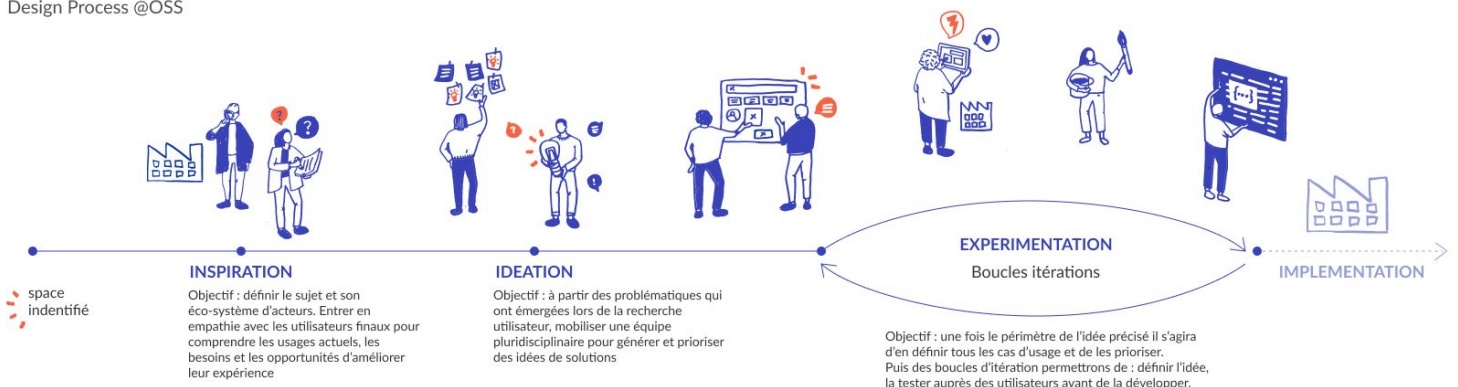 Design Process @OSS
space
indentifié
INSPIRATION
Objectif : définir le sujet et son
éco-système d'acteurs. Entrer en
empathie avec les utilisateurs finaux pour
comprendre les usages actuels, les
besoins et les opportunités d'améliorer
leur expérience
IDEATION
Objectif : à partir des problématiques qui
ont émergées lors de la recherche
utilisateur, mobiliser une équipe
pluridisciplinaire pour générer et prioriser
des idées de solutions
EXPERIMENTATION
Boucles itérations
Objectif : une fois le périmètre de l'idée précisé il s'agira
d'en définir tous les cas d'usage et de les prioriser.
Puis des boucles d'itération permettrons de : définir l'idée,
la tester auprès des utilisateurs avant de la développer.
IMPLEMENTATION